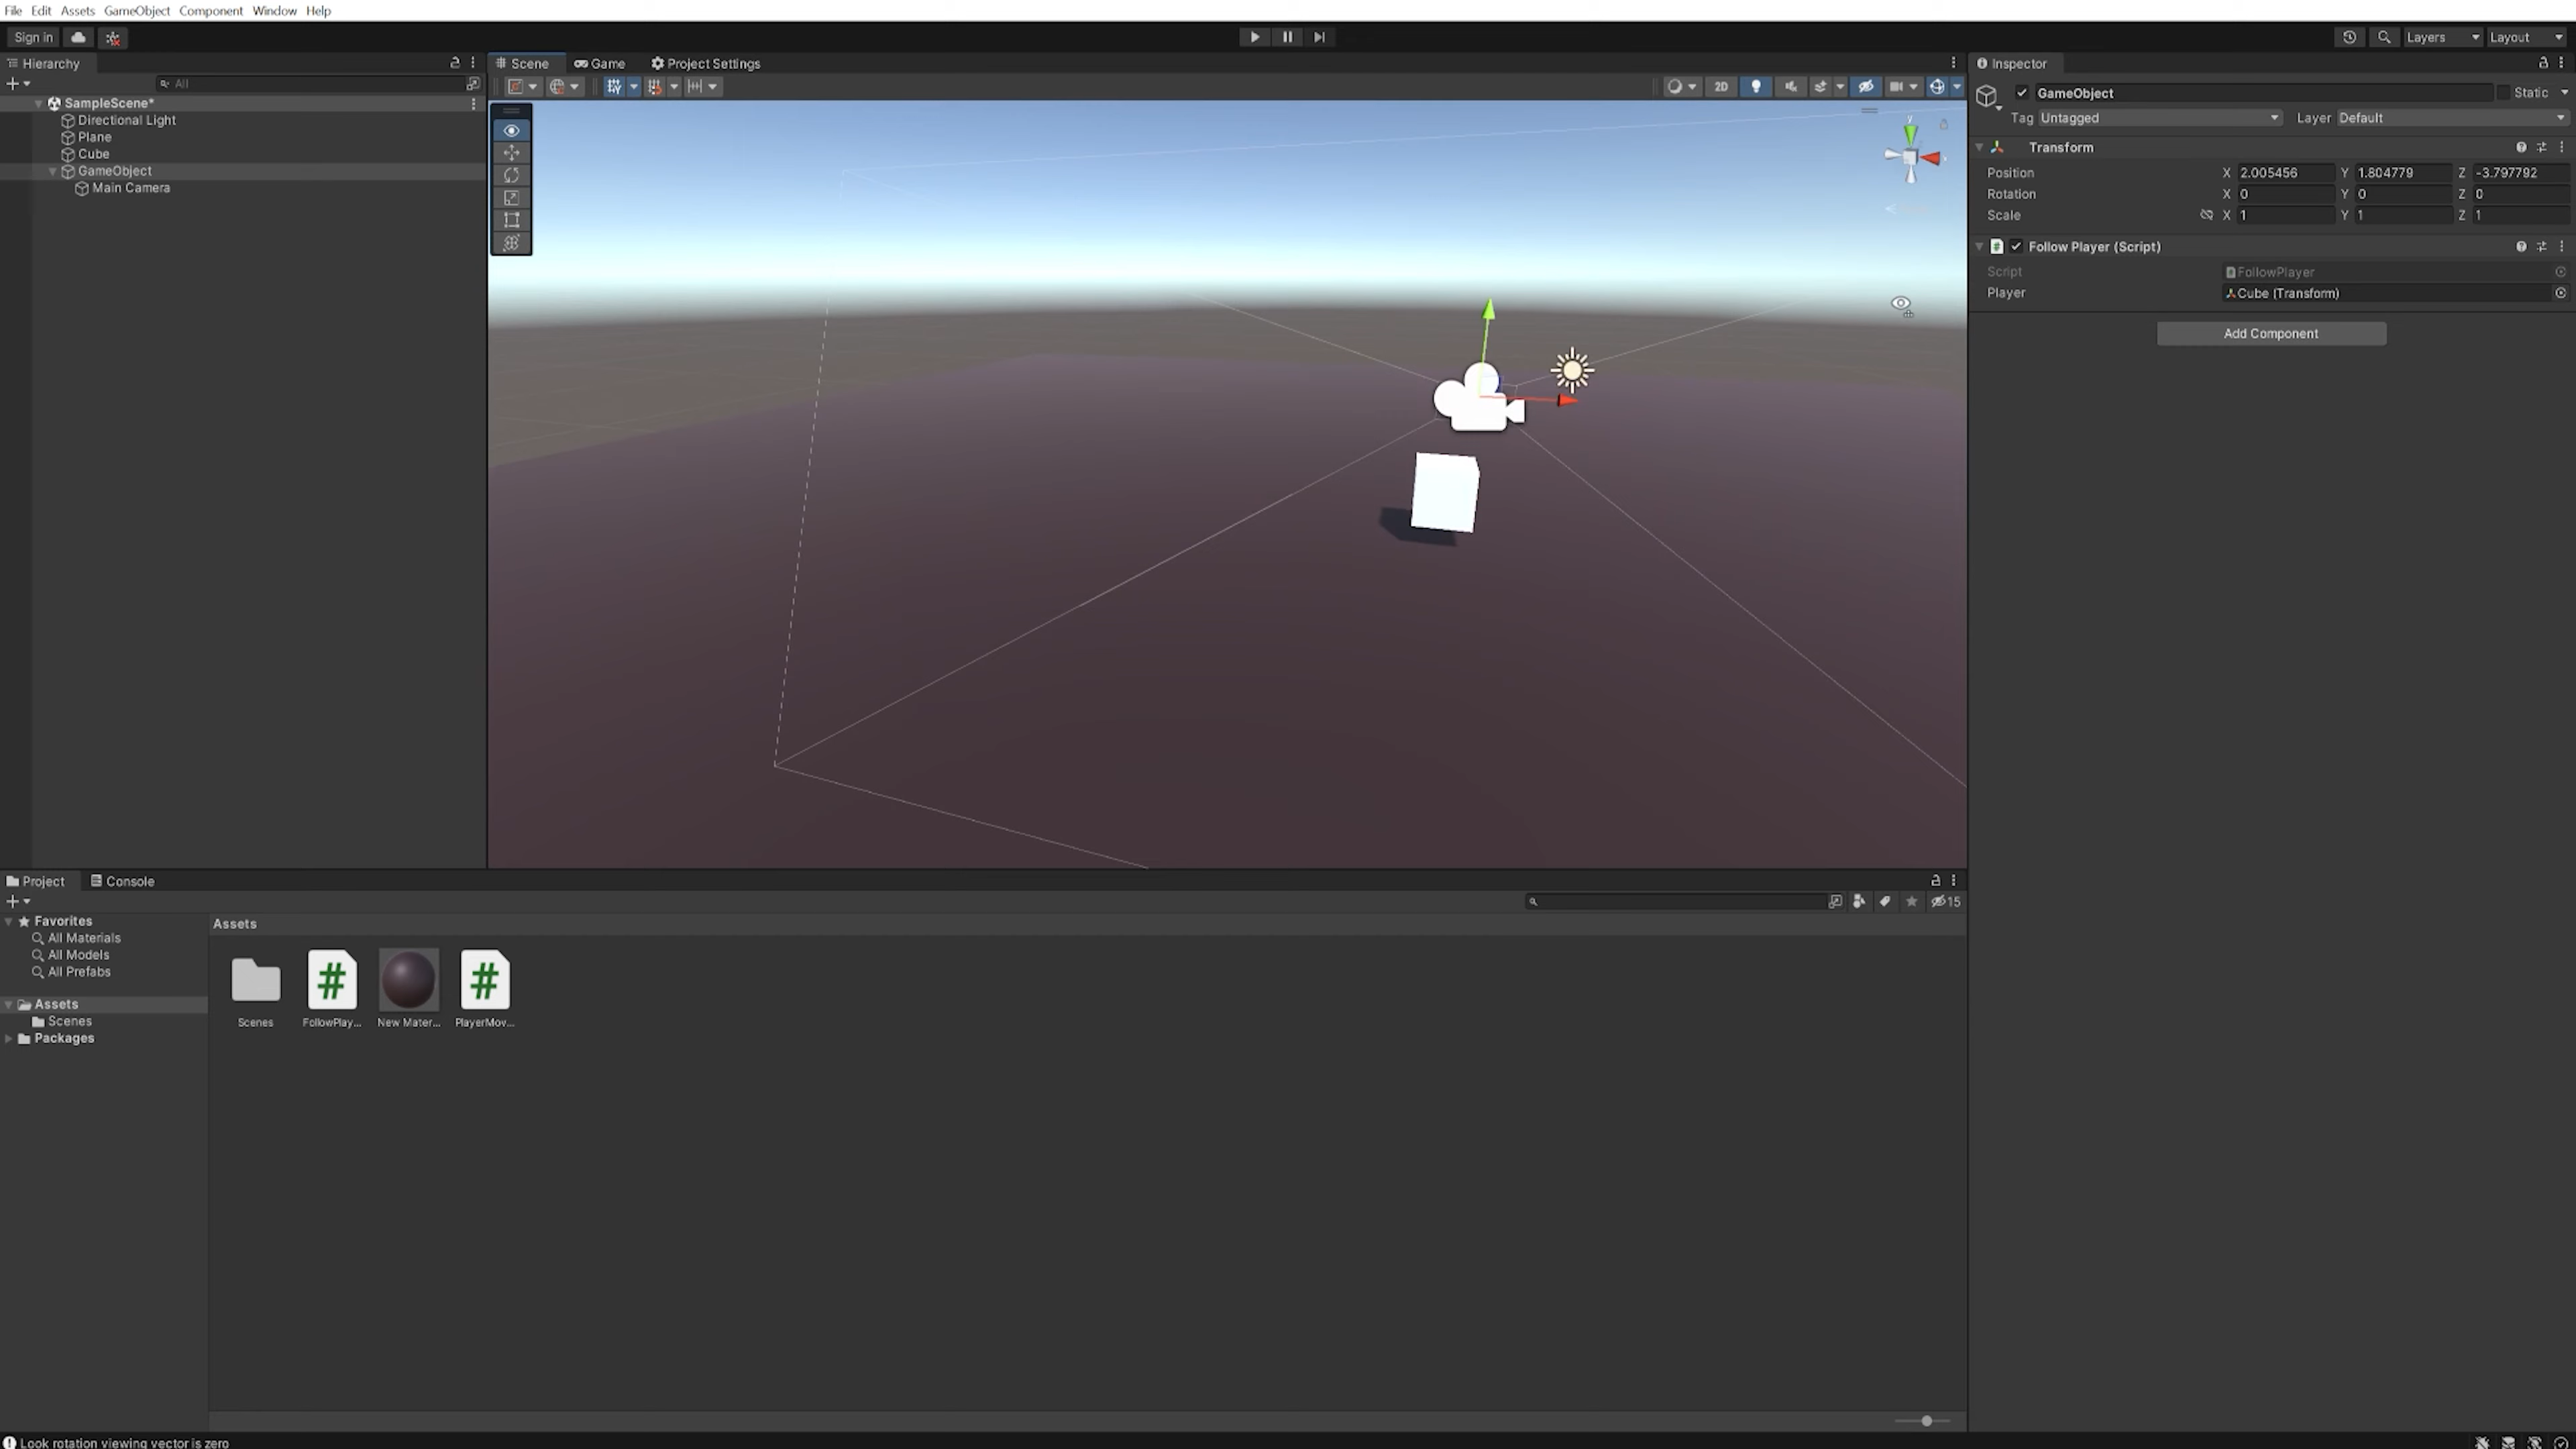 File Edit Assets GameObject Component Window Help
Sign in
Layers Layout
Hierarchy
All
SampleScene*
Directional Light
Plane
Cube
GameObject
Main Camera
Scene Game Project Settings
2D
y
Inspector
GameObject Static
Tag Untagged Layer Default
Transform
Position X 2.005456 Y 1.804779 Z -3.797792
Rotation X 0 Y 0 Z 0
Scale X 1 Y 1 Z 1
# Follow Player (Script)
Script FollowPlayer
Player Cube (Transform)
Add Component
Project Console
15
Favorites
All Materials
All Models
All Prefabs
Assets
Scenes
Packages
Assets
# #
Scenes FollowPlay... New Mater... PlayerMov...
Look rotation viewing vector is zero